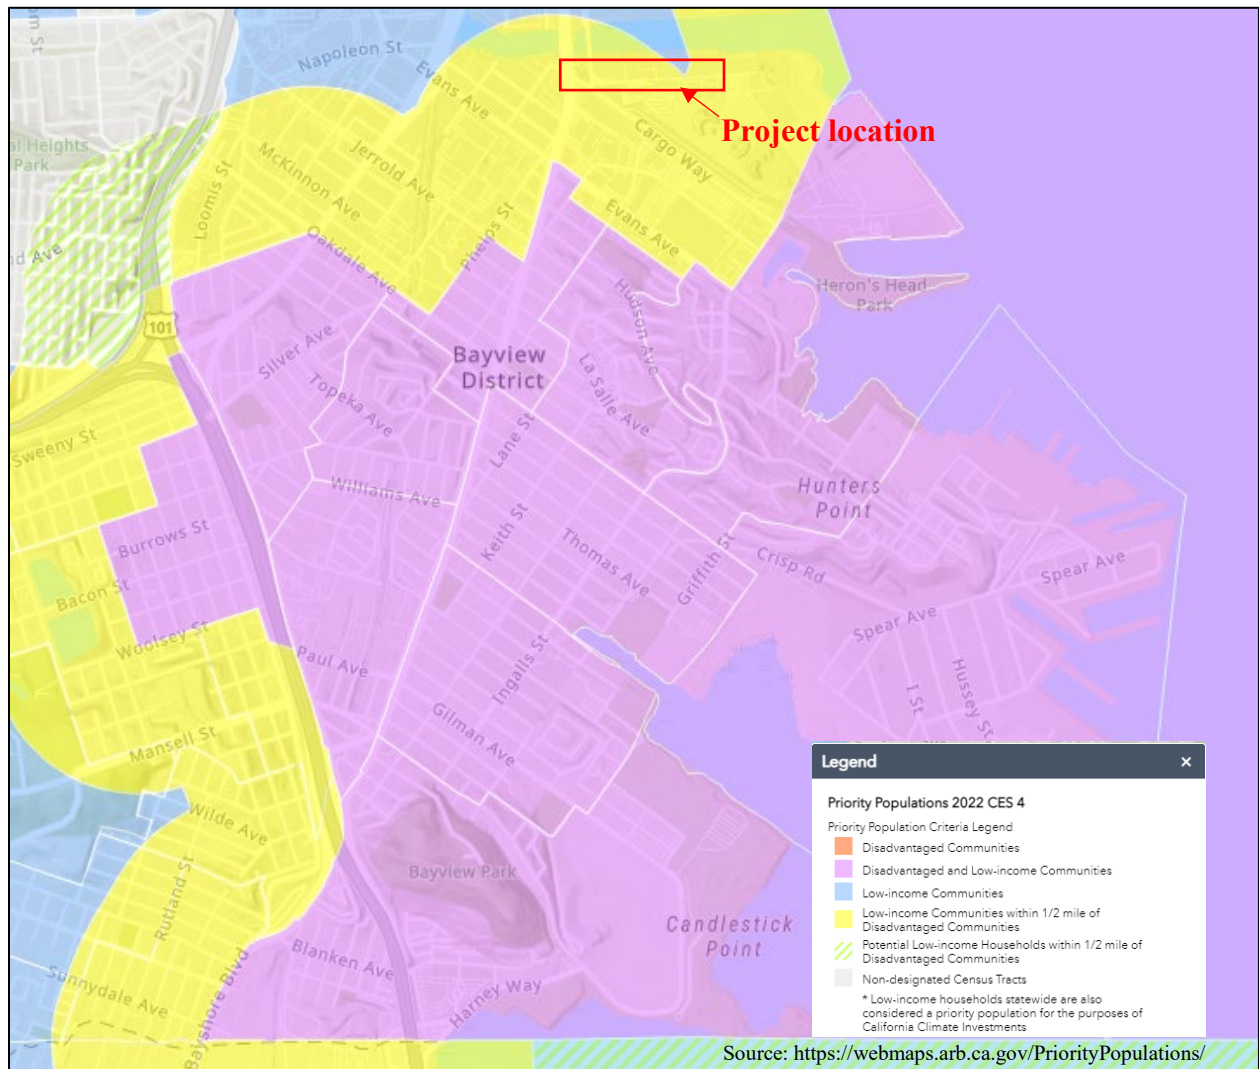 Napoleon St
Evans Ave
Project location
al Heights
Park
Loomis St
McKinnon Ave
Jerrold Ave
Cargo Way
Phelps St
Evans Ave
Oakdale Ave
d Ave
Heron's Head
Park
101
Silver Ave
Topeka Ave
Bayview
District
Hudson Ave
La Salle Ave
Sweeny St
Lane St
Williams Ave
Keith St
Hunters
Point
Burrows St
Thomas Ave
Griffith St
Crisp Rd
Spear Ave
Bacon St
Woolsey St
Spear Ave
Paul Ave
Ingalls St
I St
Hussey St
Gilman Ave
Mansell St
Wilde Ave
Bayview Park
Rutland St
Candlestick
Point
Blanken Ave
Sunnydale Ave
Bayshore Blvd
Harney Way
Legend
×
Priority Populations 2022 CES 4
Priority Population Criteria Legend
Disadvantaged Communities
Disadvantaged and Low-income Communities
Low-income Communities
Low-income Communities within 1/2 mile of
Disadvantaged Communities
Potential Low-income Households within 1/2 mile of
Disadvantaged Communities
Non-designated Census Tracts
* Low-income households statewide are also
considered a priority population for the purposes of
California Climate Investments
Source: https://webmaps.arb.ca.gov/PriorityPopulations/